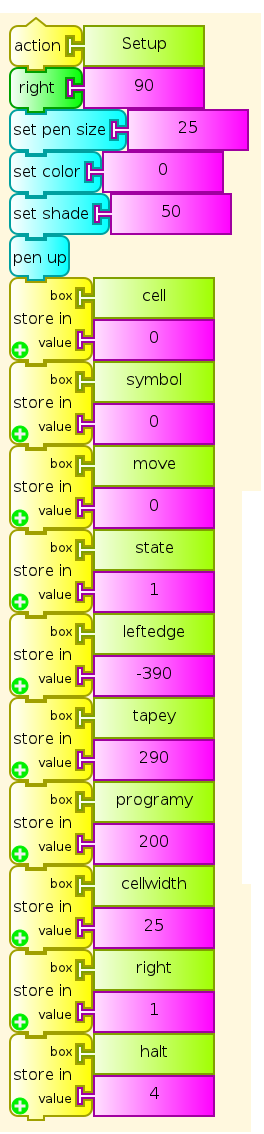 action Setup
right 90
set pen size 25
set color 0
set shade 50
pen up
box cell
store in
value 0
box symbol
store in
value 0
box move
store in
value 0
box state
store in
value 1
box leftedge
store in
value -390
box tapey
store in
value 290
box programy
store in
value 200
box cellwidth
store in
value 25
box right
store in
value 1
box halt
store in
value 4